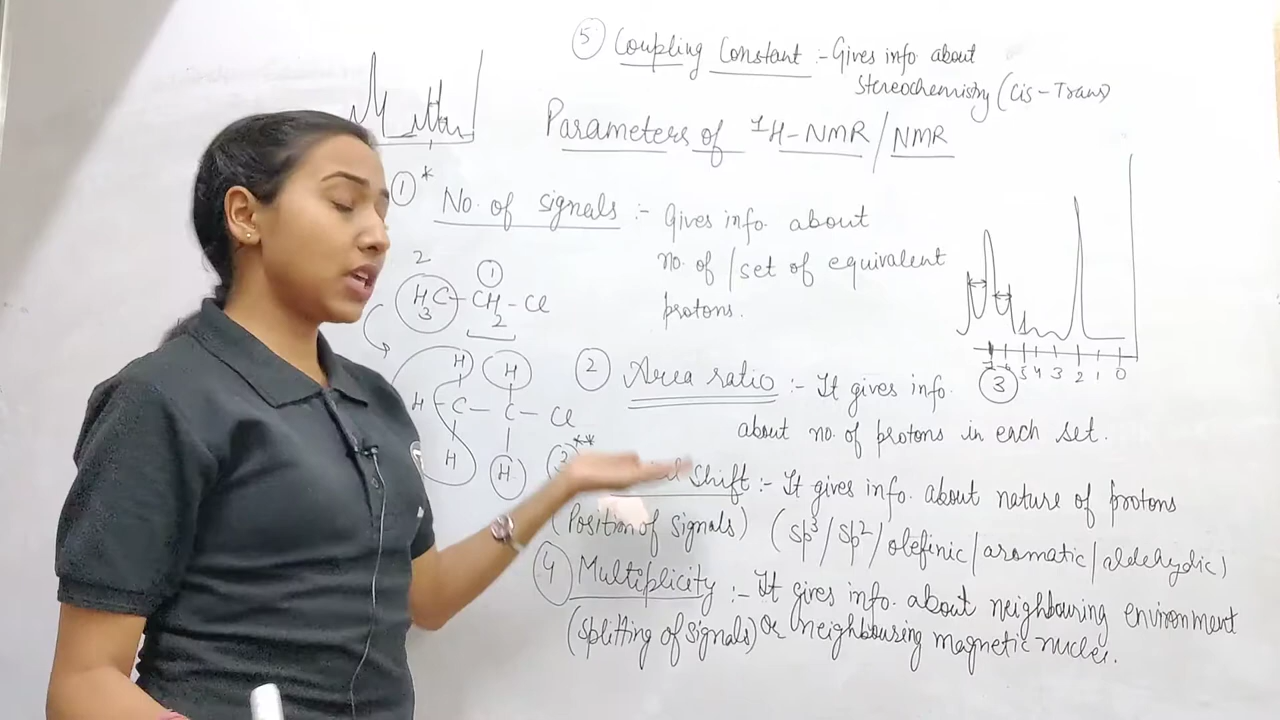 ⑤ Coupling Constant :- Gives info about
Stereochemistry (Cis-Trans)
Parameters of ¹H-NMR/NMR
① * No. of signals :- Gives info about
no. of / set of equivalent
protons.
2 ①
H₃C-CH₂-Cl
H H
H-C-C-Cl
H H
5 4 3 2 1 0
③
② Area ratio :- It gives info.
about no. of protons in each set.
③ ** Shift :- It gives info. about nature of protons
(Position of signals) (sp³/sp²/olefinic/aromatic/aldehydic)
④ Multiplicity :- It gives info. about neighbouring environment
(splitting of signals) or neighbousing magnetic nuclei.